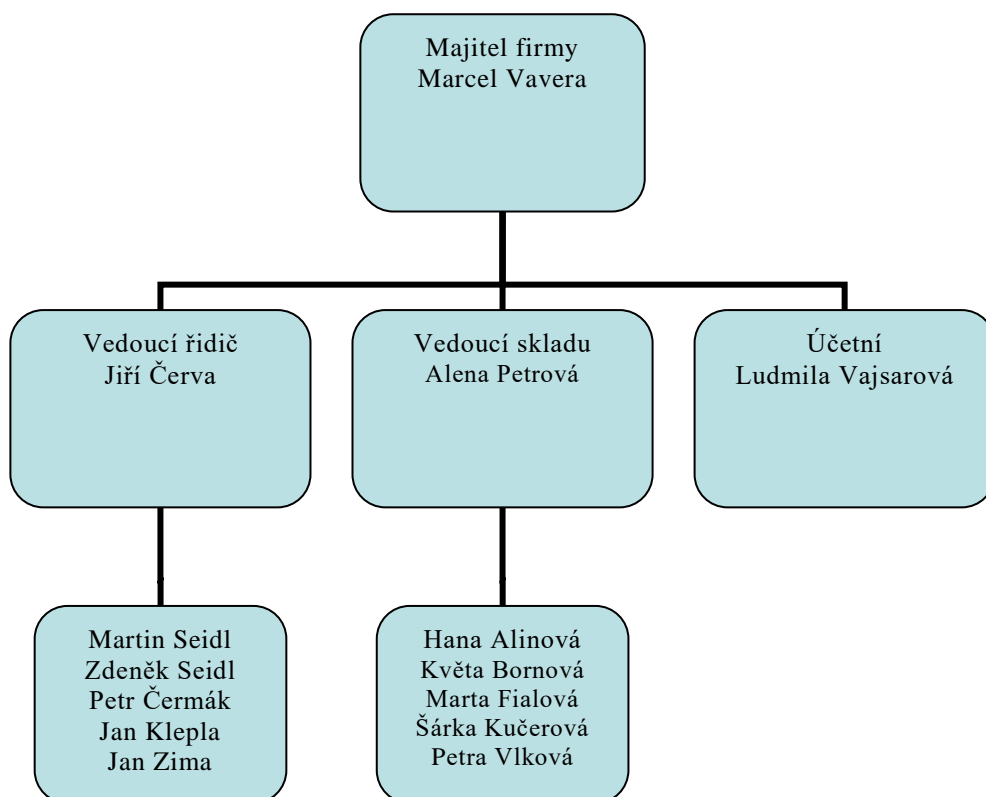 Majitel firmy
Marcel Vavera
Vedoucí řidič
Jiří Červa
Vedoucí skladu
Alena Petrová
Účetní
Ludmila Vajsarová
Martin Seidl
Zdeněk Seidl
Petr Čermák
Jan Klepla
Jan Zima
Hana Alinová
Květa Bornová
Marta Fialová
Šárka Kučerová
Petra Vlková